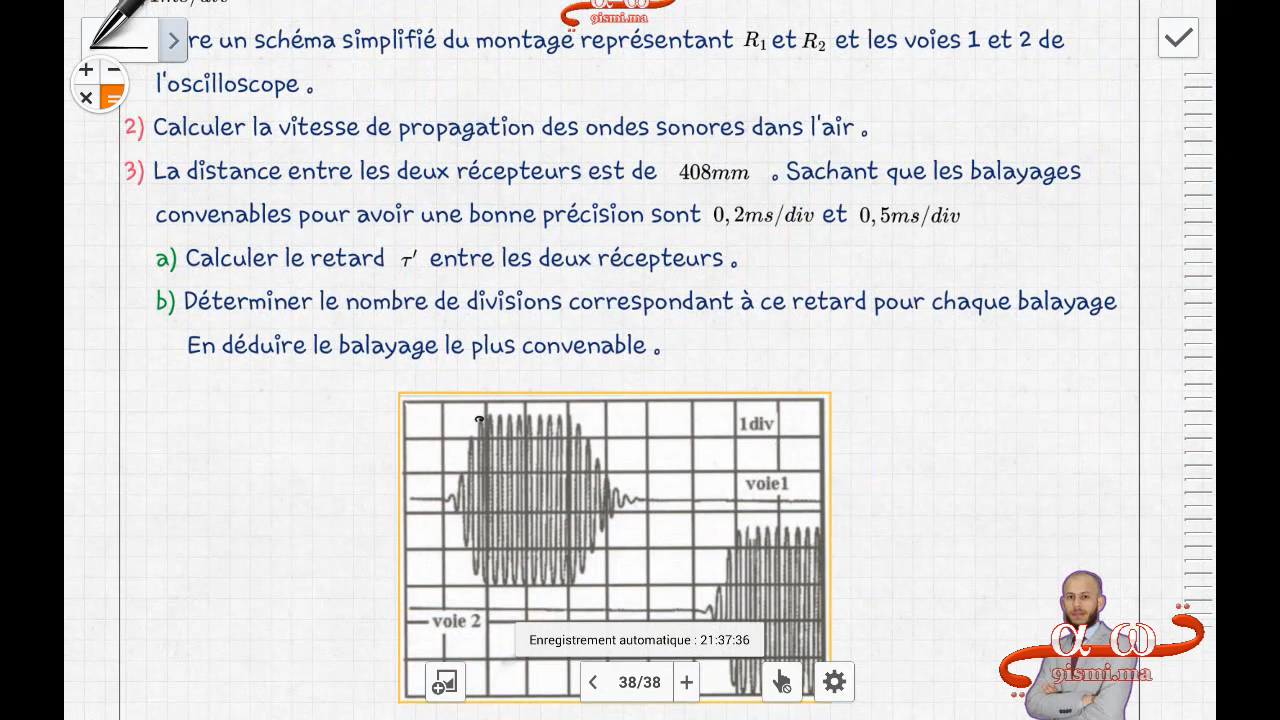 gismi.ma
re un schéma simplifié du montage représentant R₁ et R₂ et les voies 1 et 2 de
l'oscilloscope .
2) Calculer la vitesse de propagation des ondes sonores dans l'air .
3) La distance entre les deux récepteurs est de 408mm . Sachant que les balayages
convenables pour avoir une bonne précision sont 0,2ms/div et 0,5ms/div
a) Calculer le retard τ' entre les deux récepteurs .
b) Déterminer le nombre de divisions correspondant à ce retard pour chaque balayage
En déduire le balayage le plus convenable .
1div
voie1
voie 2
Enregistrement automatique : 21:37:36
38/38
α ω
gismi.ma